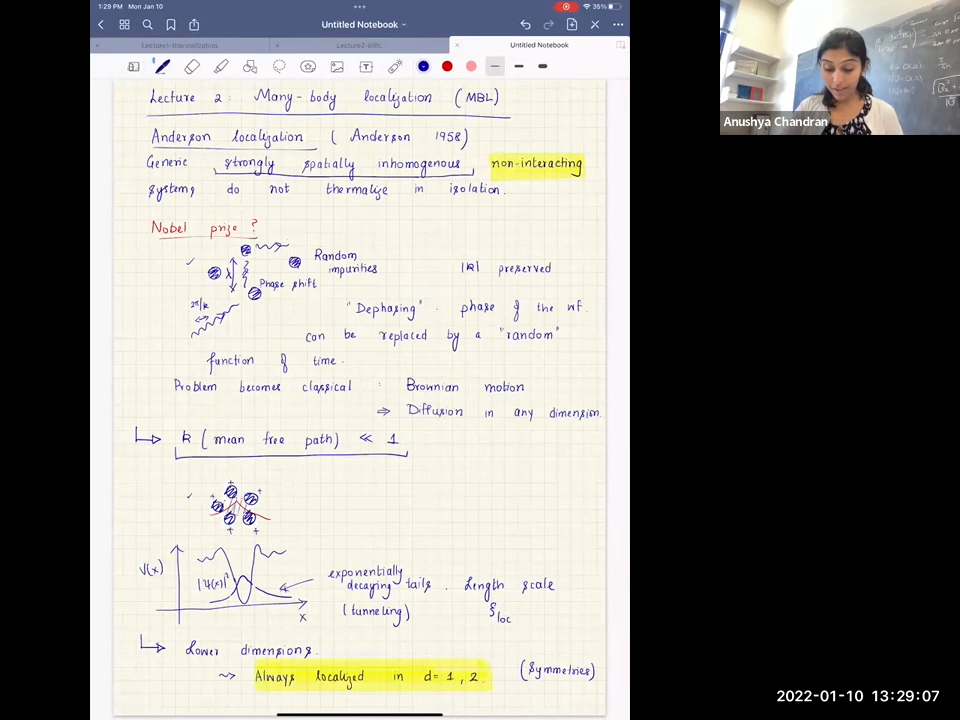 1:29 PM Mon Jan 10
35%
Untitled Notebook
Lecture1-thermalization
Untitled Notebook
Lecture 2 : Many-body localization (MBL)
Anderson localization ( Anderson 1958)
Generic strongly spatially inhomogenous non-interacting
systems do not thermalize in isolation.
Nobel prize ?
Random
impurities
|k| preserved
λ
Phase shift
2π/k
"Dephasing" : phase of the wf.
can be replaced by a "random"
function of time.
Problem becomes classical : Brownian motion
⇒ Diffusion in any dimension.
k (mean free path) ≪ 1
+ + + + +
V(x)
|Ψ(x)|²
x
exponentially
decaying tails. Length scale
(tunneling) ξloc
Lower dimensions.
Always localized in d= 1, 2. (Symmetries)
Anushya Chandran
2022-01-10 13:29:07